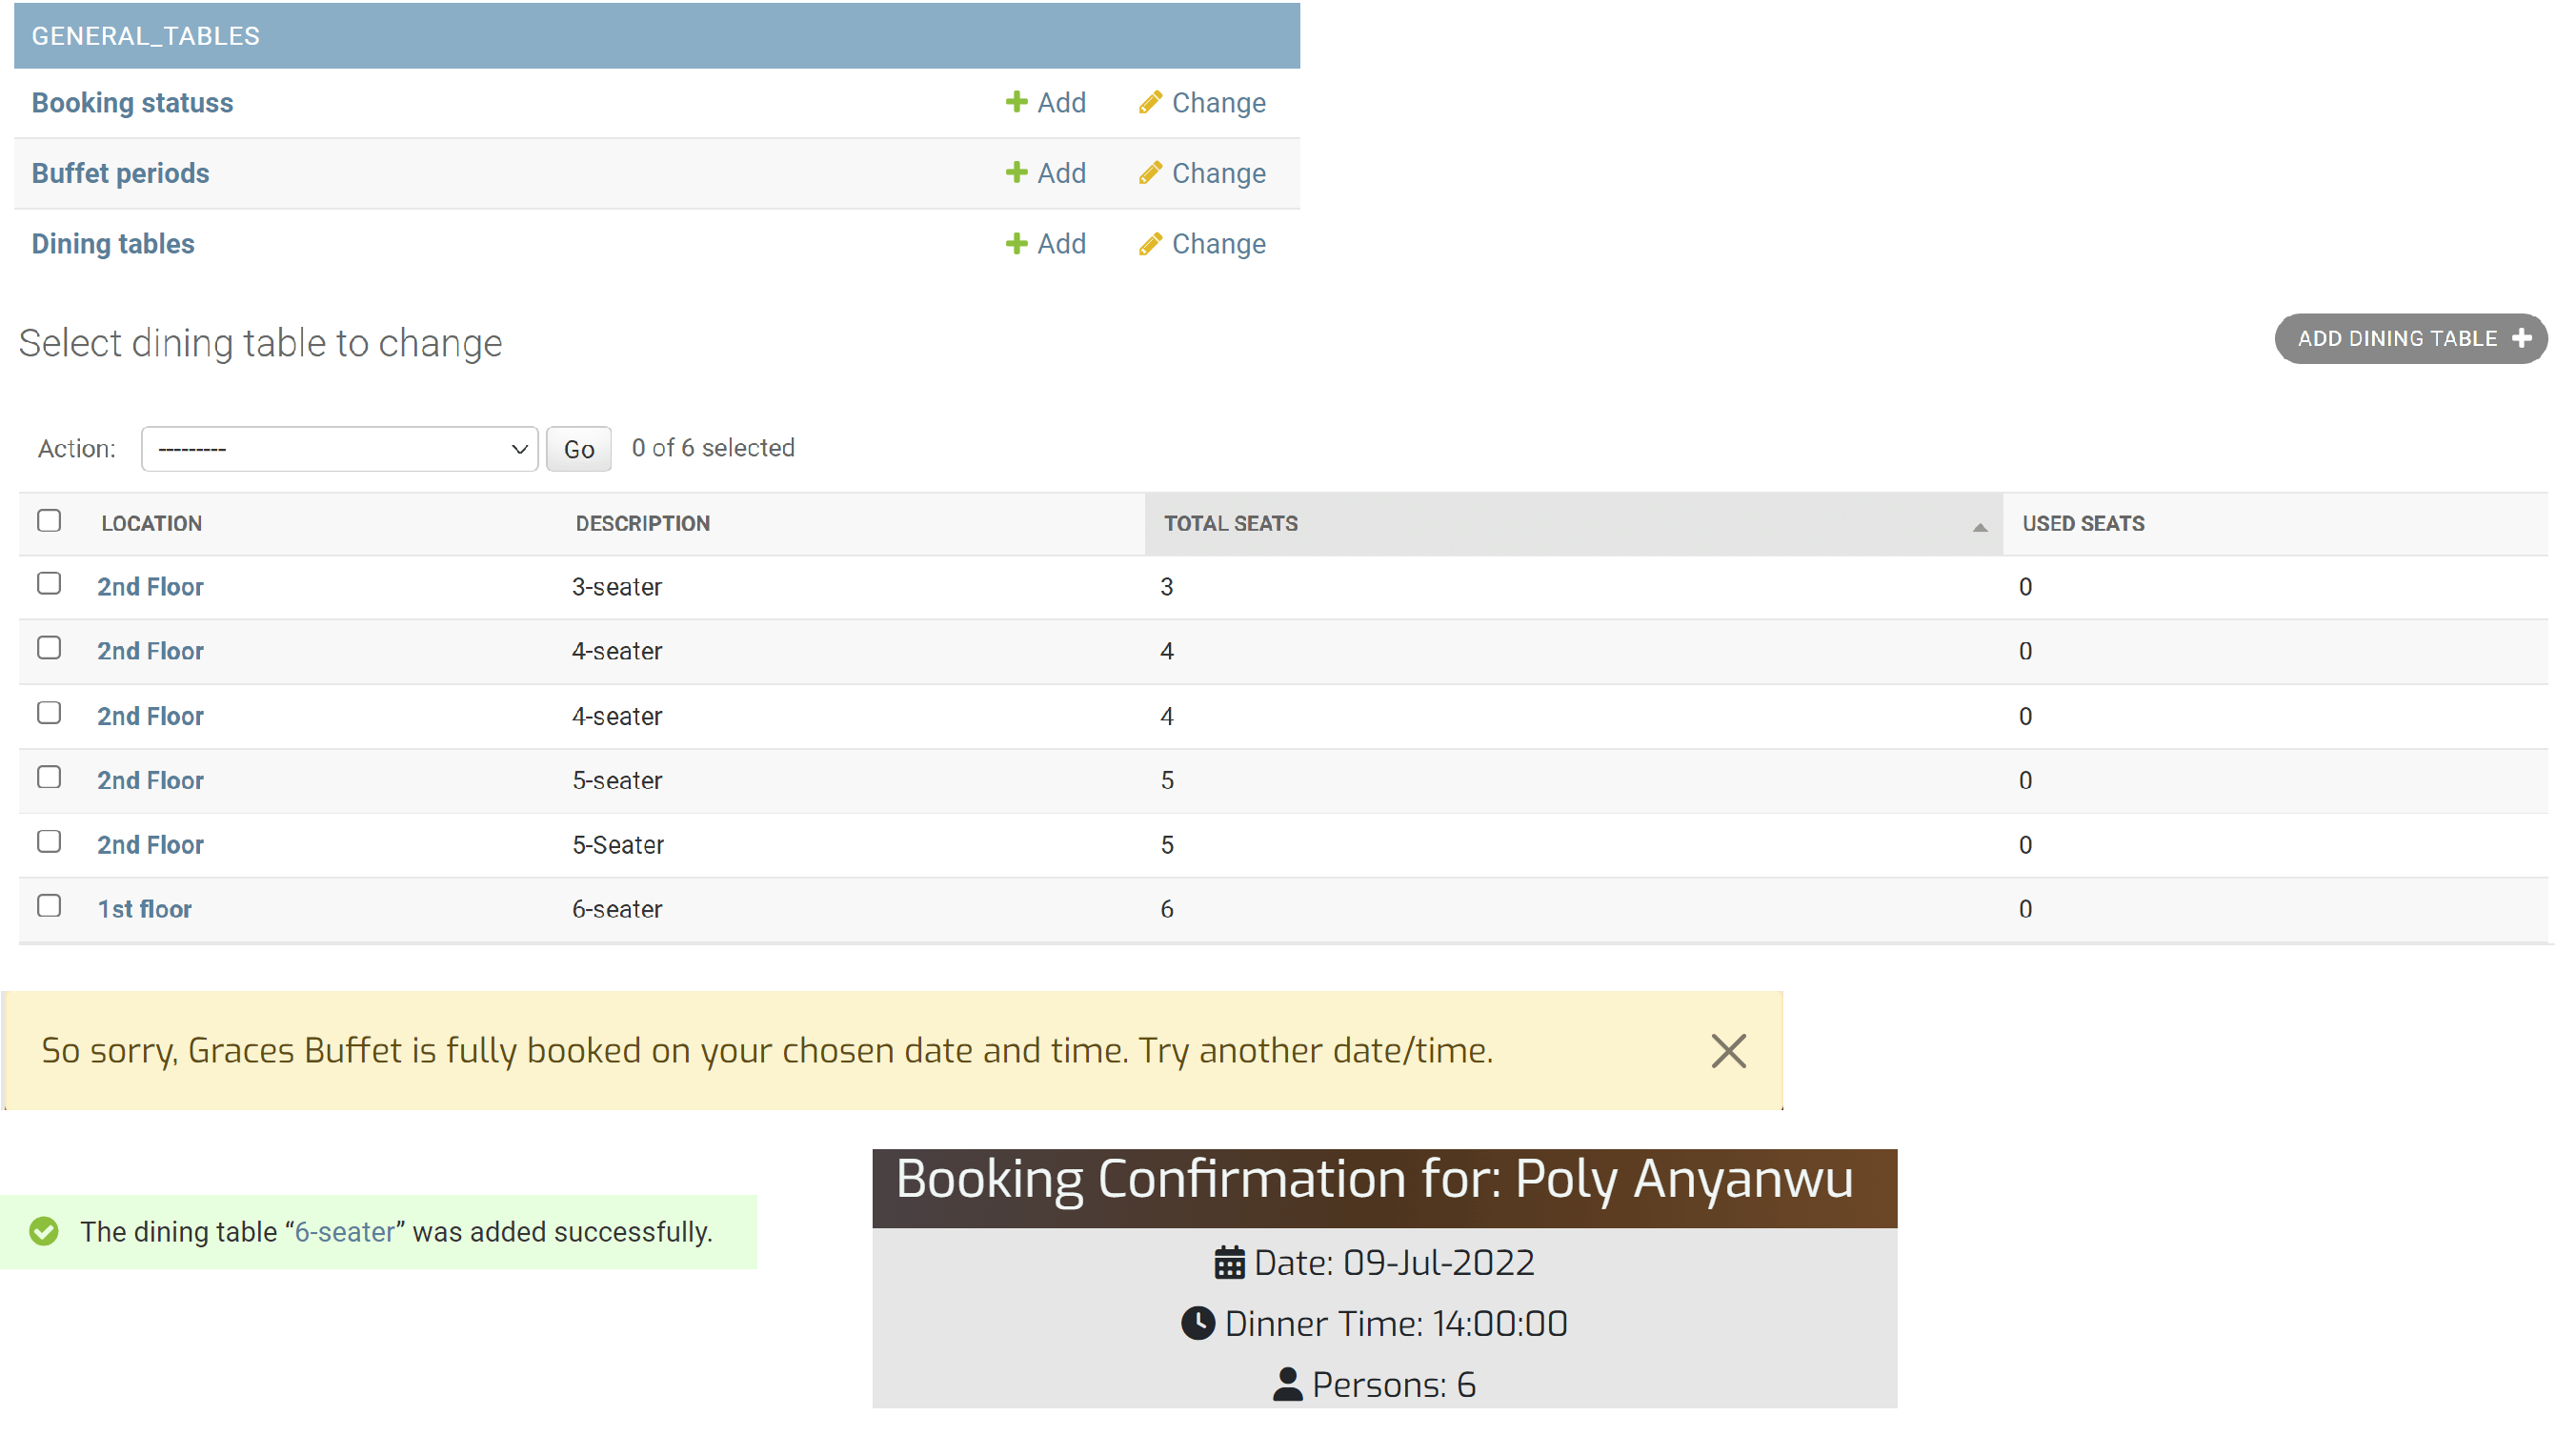 GENERAL_TABLES
Booking statuss Add Change
Buffet periods Add Change
Dining tables Add Change
Select dining table to change ADD DINING TABLE
Action: --------- Go 0 of 6 selected
LOCATION DESCRIPTION TOTAL SEATS USED SEATS
2nd Floor 3-seater 3 0
2nd Floor 4-seater 4 0
2nd Floor 4-seater 4 0
2nd Floor 5-seater 5 0
2nd Floor 5-Seater 5 0
1st floor 6-seater 6 0
So sorry, Graces Buffet is fully booked on your chosen date and time. Try another date/time.
The dining table “6-seater” was added successfully.
Booking Confirmation for: Poly Anyanwu
Date: 09-Jul-2022
Dinner Time: 14:00:00
Persons: 6